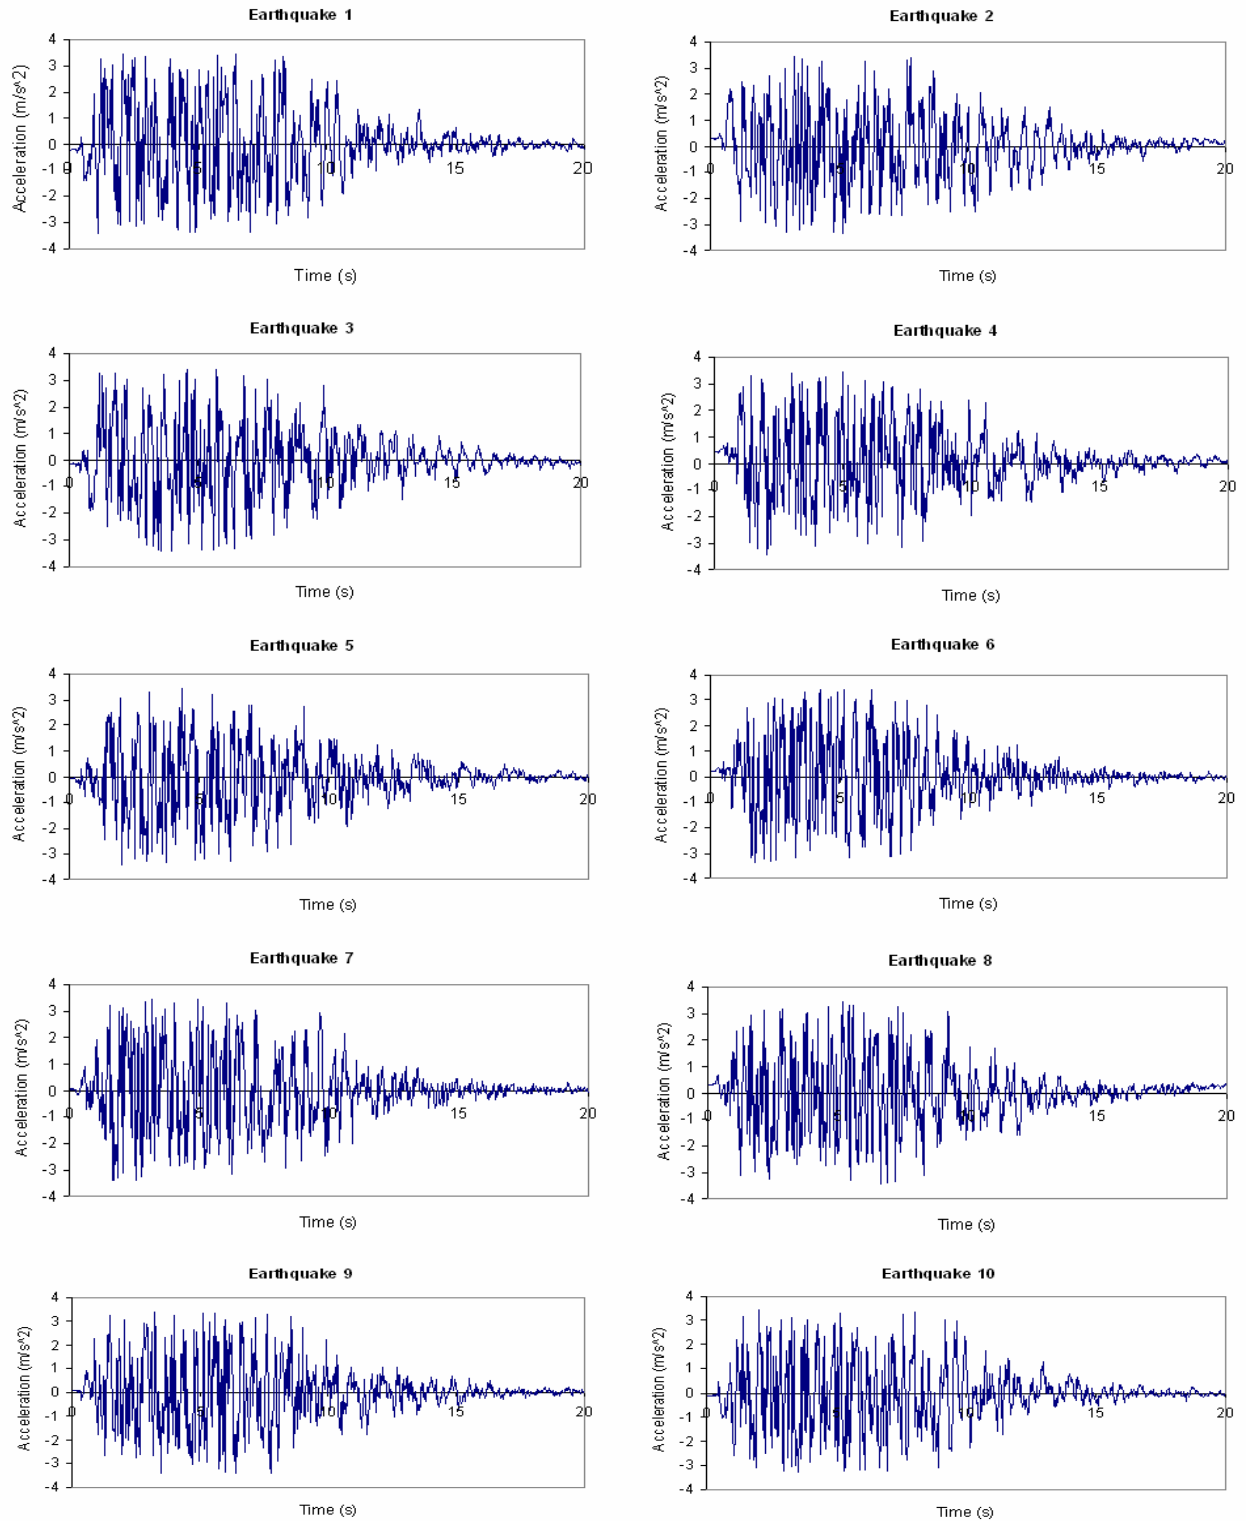 Earthquake 1
Acceleration (m/s^2)
4
3
2
1
0
-1
-2
-3
-4
0 5 10 15 20
Time (s)
Earthquake 2
Acceleration (m/s^2)
4
3
2
1
0
-1
-2
-3
-4
0 5 10 15 20
Time (s)
Earthquake 3
Acceleration (m/s^2)
4
3
2
1
0
-1
-2
-3
-4
0 5 10 15 20
Time (s)
Earthquake 4
Acceleration (m/s^2)
4
3
2
1
0
-1
-2
-3
-4
0 5 10 15 20
Time (s)
Earthquake 5
Acceleration (m/s^2)
4
3
2
1
0
-1
-2
-3
-4
0 5 10 15 20
Time (s)
Earthquake 6
Acceleration (m/s^2)
4
3
2
1
0
-1
-2
-3
-4
0 5 10 15 20
Time (s)
Earthquake 7
Acceleration (m/s^2)
4
3
2
1
0
-1
-2
-3
-4
0 5 10 15 20
Time (s)
Earthquake 8
Acceleration (m/s^2)
4
3
2
1
0
-1
-2
-3
-4
0 5 10 15 20
Time (s)
Earthquake 9
Acceleration (m/s^2)
4
3
2
1
0
-1
-2
-3
-4
0 5 10 15 20
Time (s)
Earthquake 10
Acceleration (m/s^2)
4
3
2
1
0
-1
-2
-3
-4
0 5 10 15 20
Time (s)